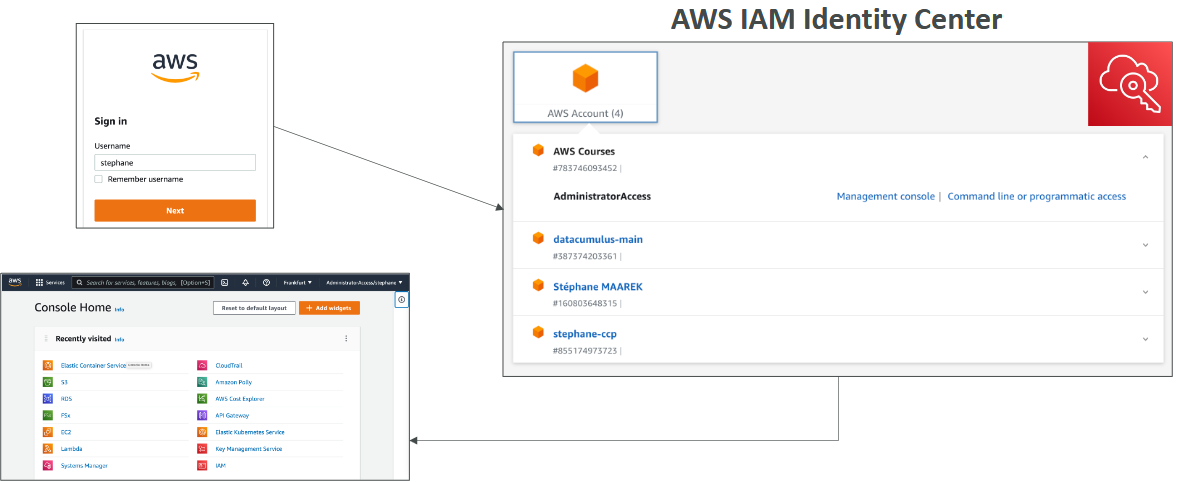 AWS IAM Identity Center
aws
Sign in
Username
stephane
Remember username
Next
AWS Account (4)
AWS Courses
#783746093452 |
AdministratorAccess
Management console | Command line or programmatic access
datacumulus-main
#387374203361 |
Stéphane MAAREK
#160803648315 |
stephane-ccp
#855174973723 |
aws Services Search for services, features, blogs, [Option+S] Frankfurt AdministratorAccess/stephane
Console Home Info Reset to default layout + Add widgets
Recently visited Info
Elastic Container Service CloudTrail
S3 Amazon Polly
RDS AWS Cost Explorer
FSx API Gateway
EC2 Elastic Kubernetes Service
Lambda Key Management Service
Systems Manager IAM